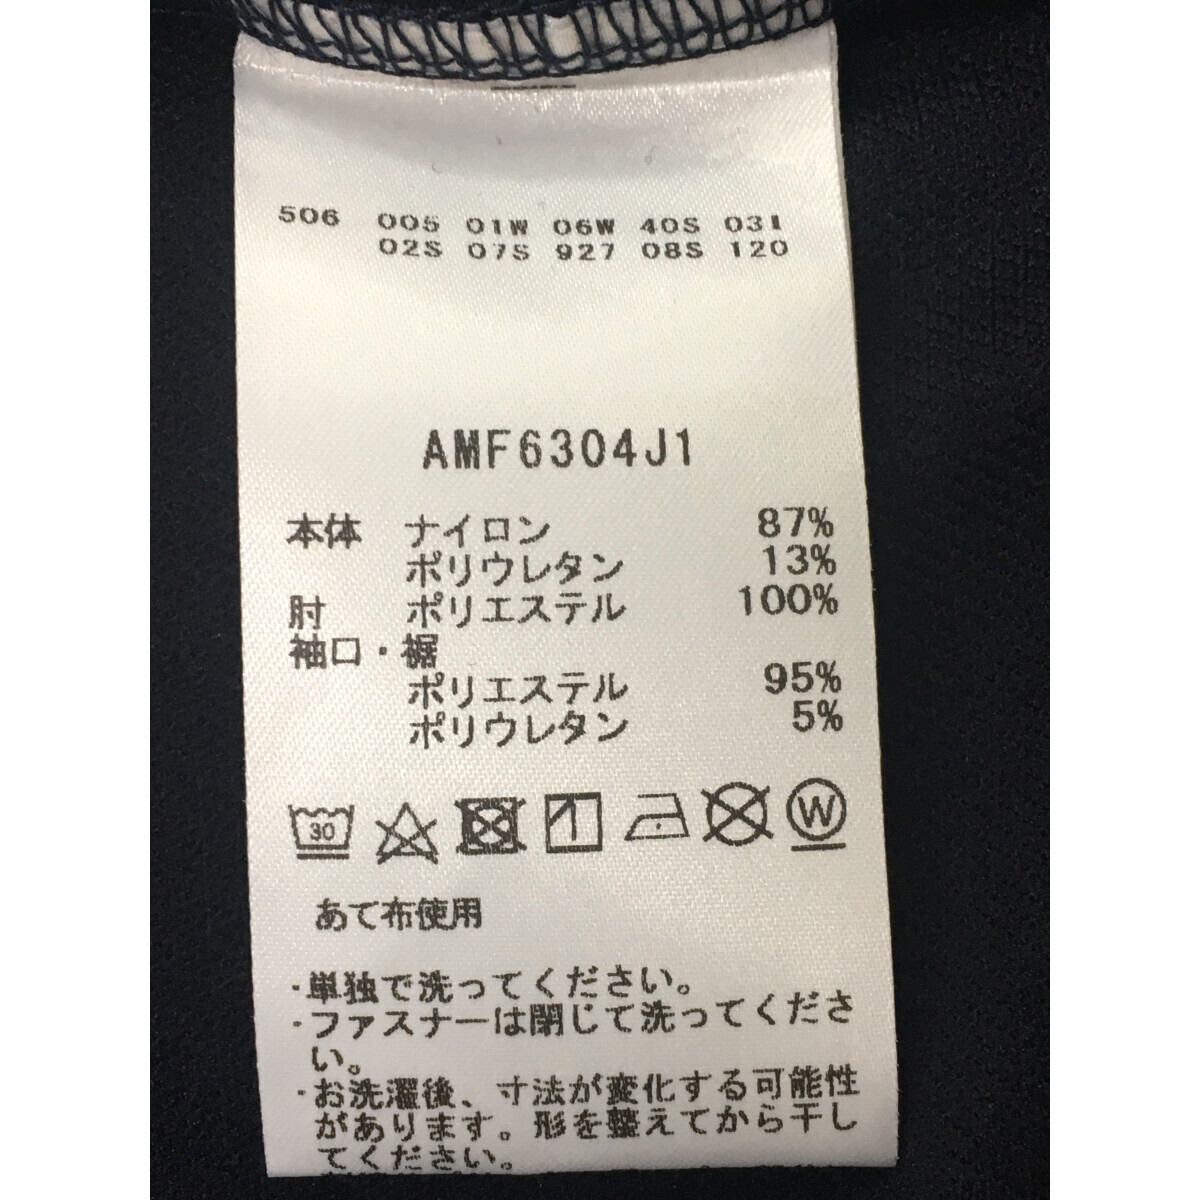 506 005 01W 06W 40S 03I
02S 07S 927 08S 120
AMF6304J1
本体 ナイロン 87%
ポリウレタン 13%
肘 ポリエステル 100%
袖口・裾
ポリエステル 95%
ポリウレタン 5%
30 W
あて布使用
・単独で洗ってください。
・ファスナーは閉じて洗ってくださ
い。
・お洗濯後、寸法が変化する可能性
があります。形を整えてから干し
てください。